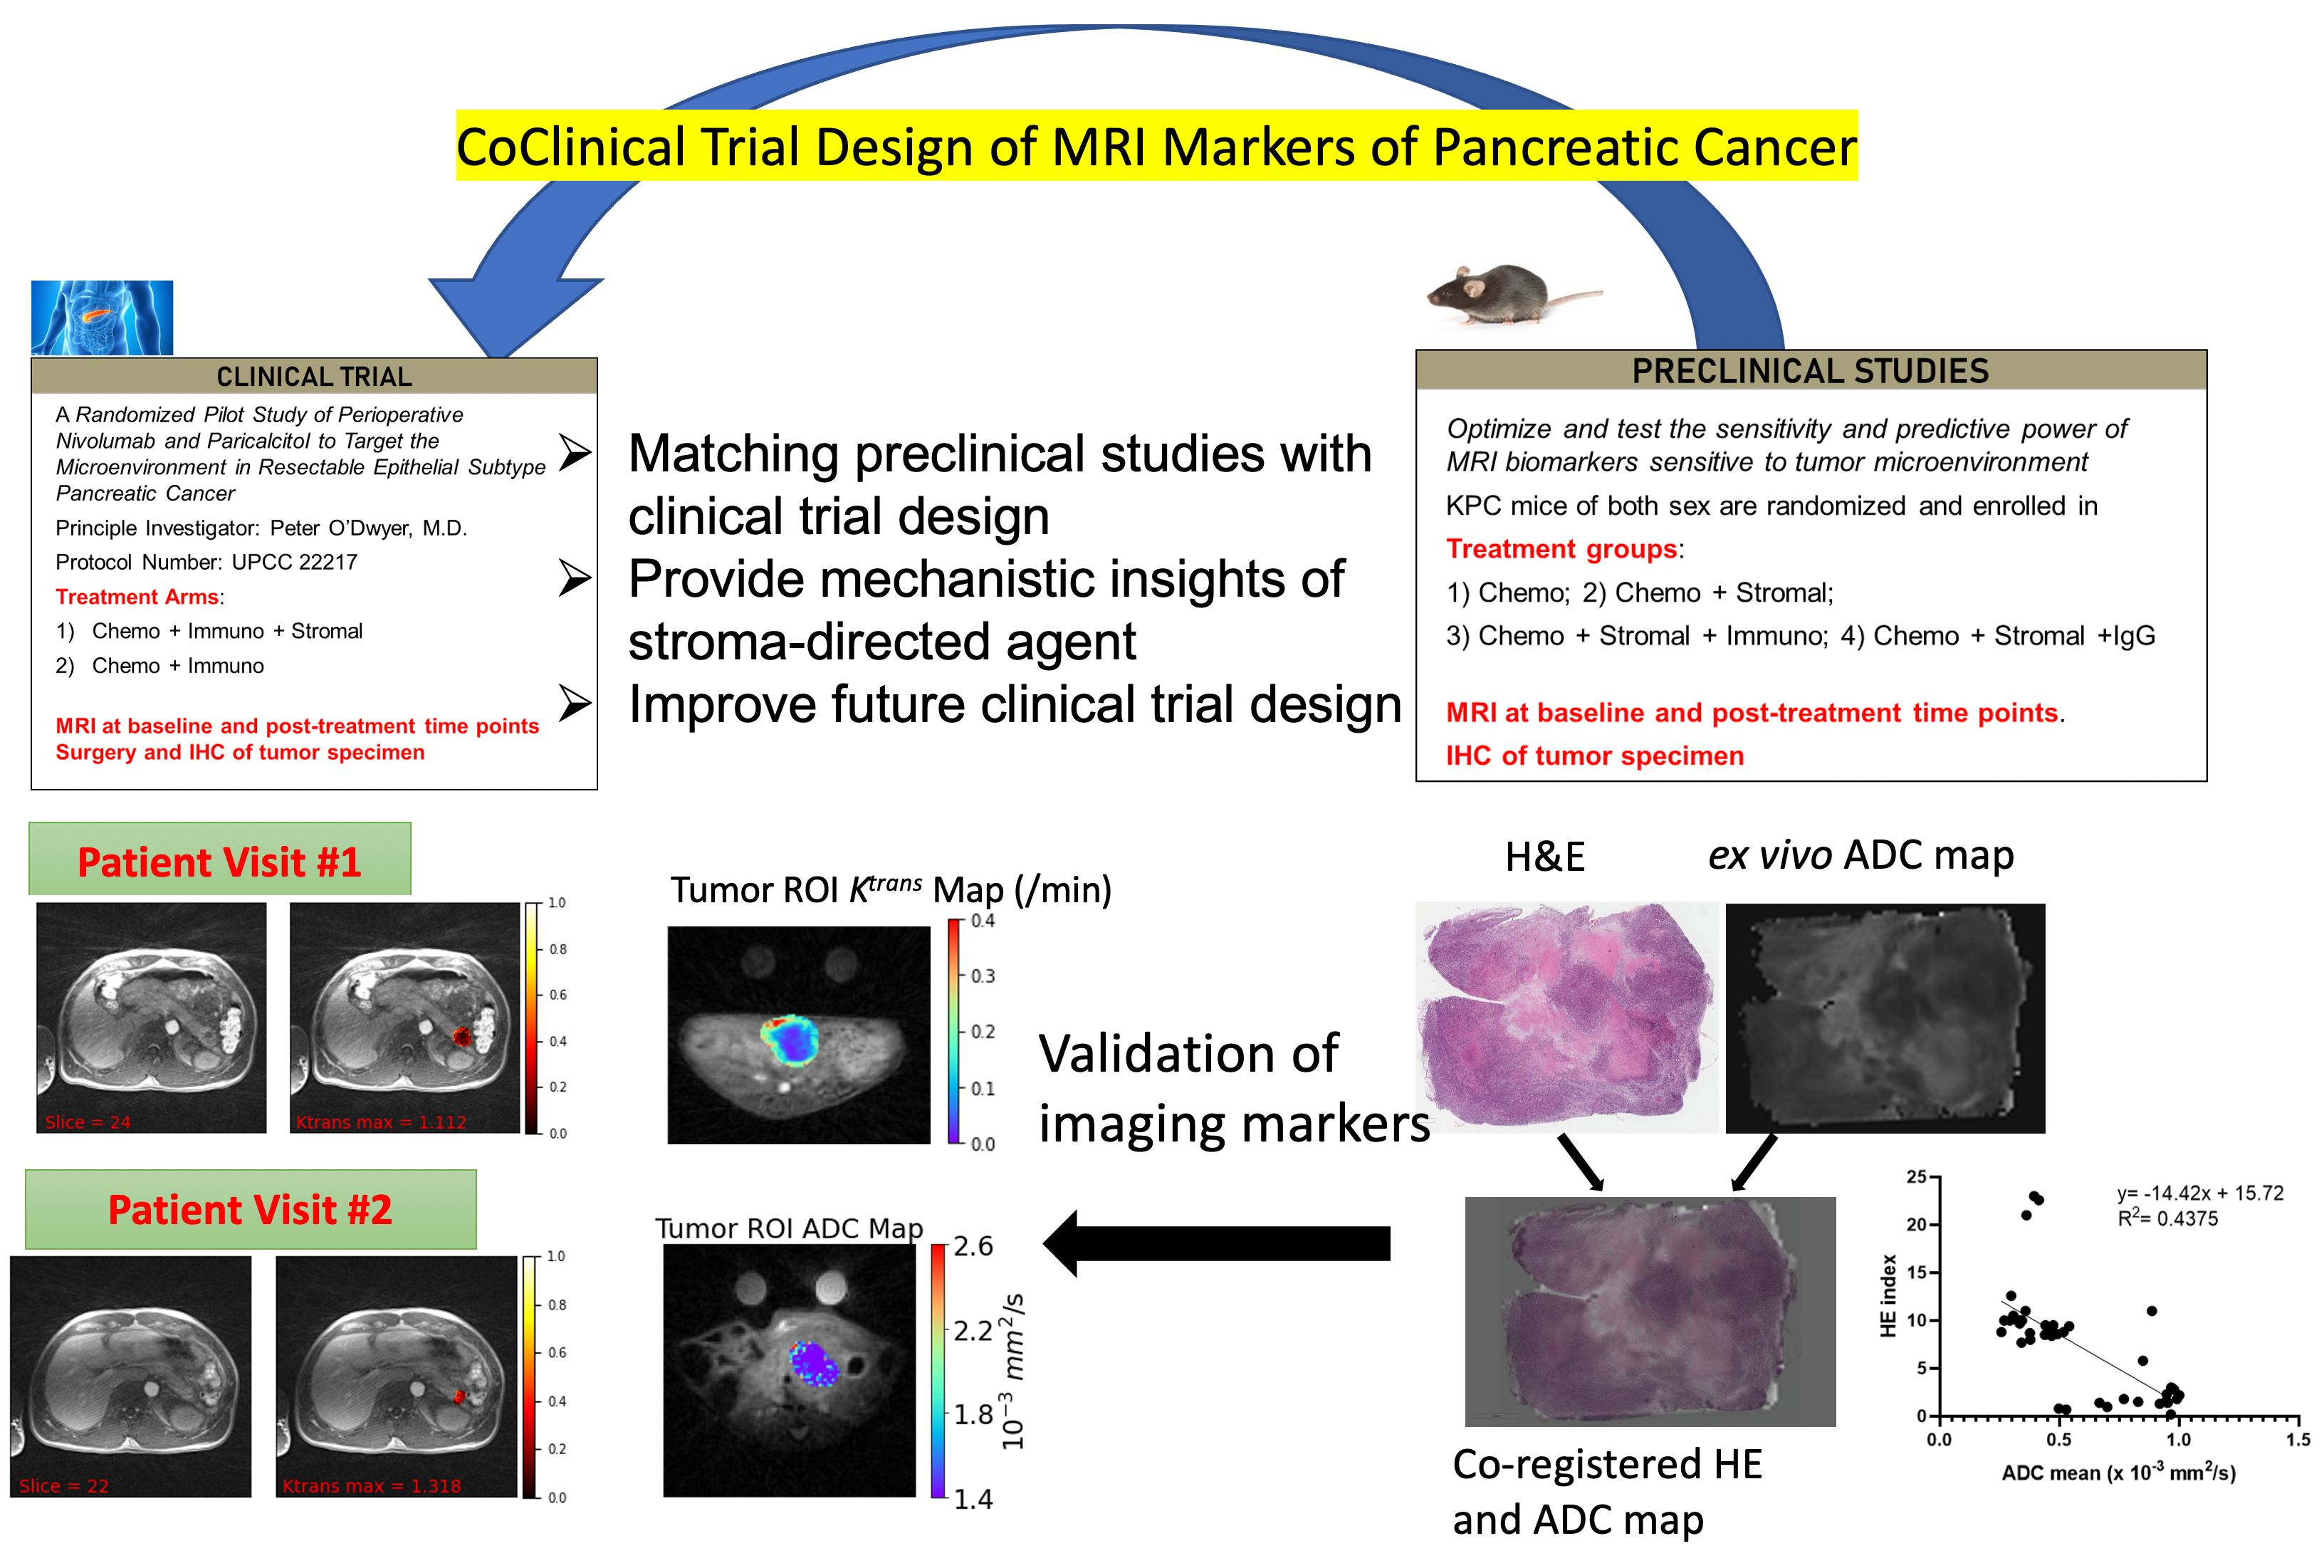 CoClinical Trial Design of MRI Markers of Pancreatic Cancer
CLINICAL TRIAL
A Randomized Pilot Study of Perioperative
Nivolumab and Paricalcitol to Target the
Microenvironment in Resectable Epithelial Subtype
Pancreatic Cancer
Principle Investigator: Peter O'Dwyer, M.D.
Protocol Number: UPCC 22217
Treatment Arms:
1) Chemo + Immuno + Stromal
2) Chemo + Immuno
MRI at baseline and post-treatment time points
Surgery and IHC of tumor specimen
➢ Matching preclinical studies with
clinical trial design
➢ Provide mechanistic insights of
stroma-directed agent
➢ Improve future clinical trial design
PRECLINICAL STUDIES
Optimize and test the sensitivity and predictive power of
MRI biomarkers sensitive to tumor microenvironment
KPC mice of both sex are randomized and enrolled in
Treatment groups:
1) Chemo; 2) Chemo + Stromal;
3) Chemo + Stromal + Immuno; 4) Chemo + Stromal +IgG
MRI at baseline and post-treatment time points.
IHC of tumor specimen
Patient Visit #1
Slice = 24
Ktrans max = 1.112
1.0
0.8
0.6
0.4
0.2
0.0
Patient Visit #2
Slice = 22
Ktrans max = 1.318
1.0
0.8
0.6
0.4
0.2
0.0
Tumor ROI Ktrans Map (/min)
0.4
0.3
0.2
0.1
0.0
Tumor ROI ADC Map
2.6
2.2
1.8
1.4
10⁻³ mm²/s
Validation of
imaging markers
H&E
ex vivo ADC map
Co-registered HE
and ADC map
y= -14.42x + 15.72
R²= 0.4375
HE index
25
20
15
10
5
0
0.0 0.5 1.0 1.5
ADC mean (x 10⁻³ mm²/s)